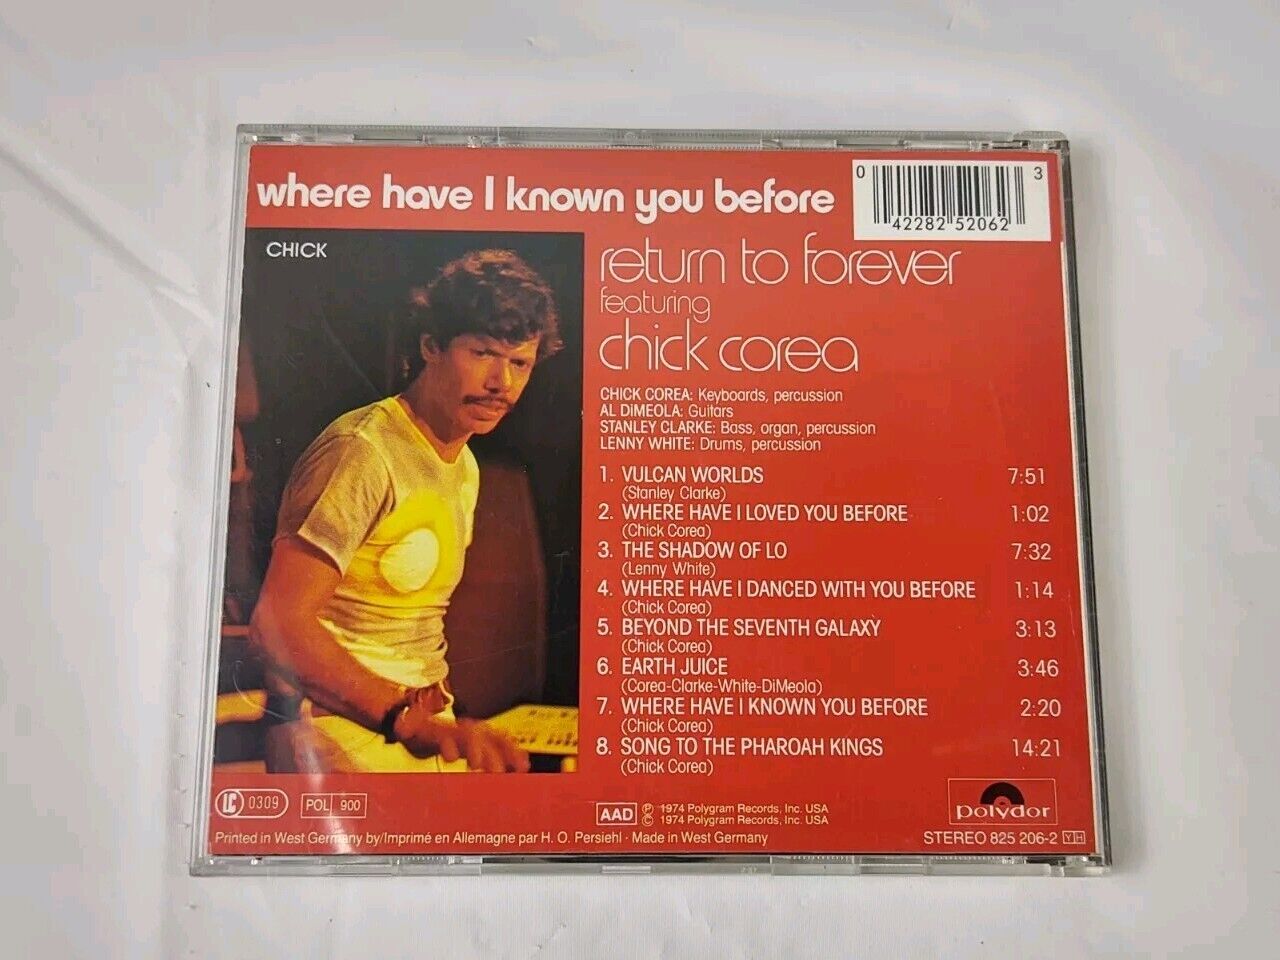 where have I known you before
0 42282 52062 3
CHICK
return to forever
featuring
chick corea
CHICK COREA: Keyboards, percussion
AL DiMEOLA: Guitars
STANLEY CLARKE: Bass, organ, percussion
LENNY WHITE: Drums, percussion
1. VULCAN WORLDS 7:51
(Stanley Clarke)
2. WHERE HAVE I LOVED YOU BEFORE 1:02
(Chick Corea)
3. THE SHADOW OF LO 7:32
(Lenny White)
4. WHERE HAVE I DANCED WITH YOU BEFORE 1:14
(Chick Corea)
5. BEYOND THE SEVENTH GALAXY 3:13
(Chick Corea)
6. EARTH JUICE 3:46
(Corea-Clarke-White-DiMeola)
7. WHERE HAVE I KNOWN YOU BEFORE 2:20
(Chick Corea)
8. SONG TO THE PHAROAH KINGS 14:21
(Chick Corea)
LC 0309 POL 900 AAD ℗ 1974 Polygram Records, Inc. USA
© 1974 Polygram Records, Inc. USA
polydor
Printed in West Germany by/Imprimé en Allemagne par H. O. Persiehl · Made in West Germany STEREO 825 206-2 YH